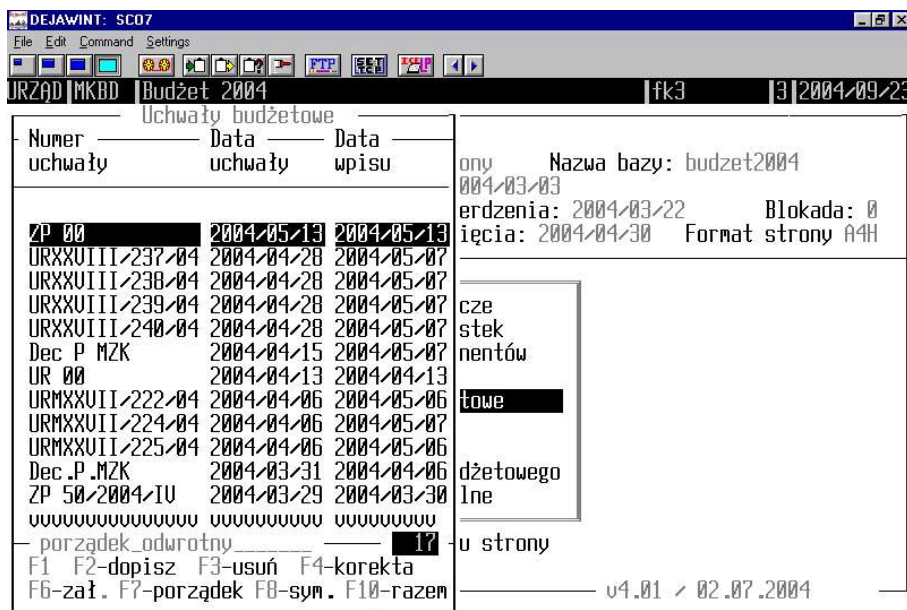 DEJAWINT: SCO7
File Edit Command Settings
FTP
URZĄD MKBD Budżet 2004 fk3 3 2004/09/23
Uchwały budżetowe
Numer Data Data
uchwały uchwały wpisu ony Nazwa bazy: budzet2004
004/03/03
erdzenia: 2004/03/22 Blokada: 0
ZP 00 2004/05/13 2004/05/13 ięcia: 2004/04/30 Format strony A4H
URXXVIII/237/04 2004/04/28 2004/05/07
URXXVIII/238/04 2004/04/28 2004/05/07
URXXVIII/239/04 2004/04/28 2004/05/07 cze
URXXVIII/240/04 2004/04/28 2004/05/07 stek
Dec P MZK 2004/04/15 2004/05/07 nentów
UR 00 2004/04/13 2004/04/13
URMXXVII/222/04 2004/04/06 2004/05/06 towe
URMXXVII/224/04 2004/04/06 2004/05/07
URMXXVII/225/04 2004/04/06 2004/05/06
Dec.P.MZK 2004/03/31 2004/04/06 dżetowego
ZP 50/2004/IV 2004/03/29 2004/03/30 lne
vvvvvvvvvvvvvvv vvvvvvvvvv vvvvvvvvv
porządek_odwrotny_______ 17 u strony
F1 F2-dopisz F3-usuń F4-korekta
F6-zał. F7-porządek F8-sym. F10-razem v4.01 / 02.07.2004